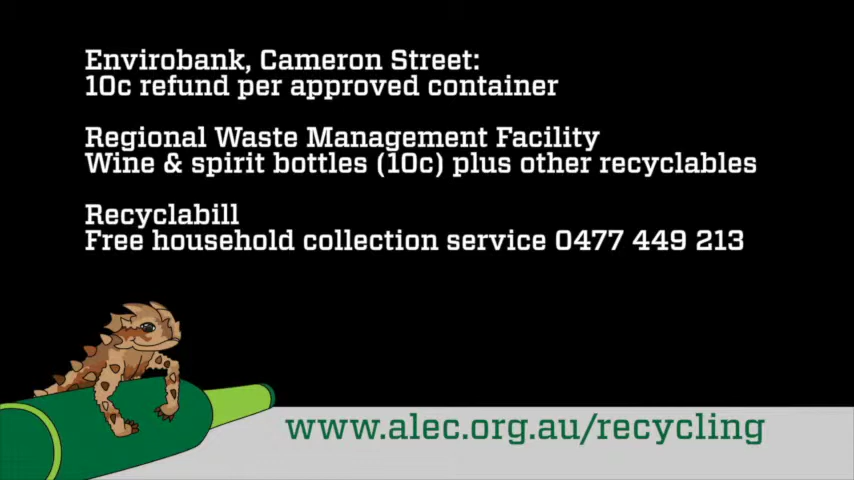 Envirobank, Cameron Street:
10c refund per approved container
Regional Waste Management Facility
Wine & spirit bottles (10c) plus other recyclables
Recyclabill
Free household collection service 0477 449 213
www.alec.org.au/recycling